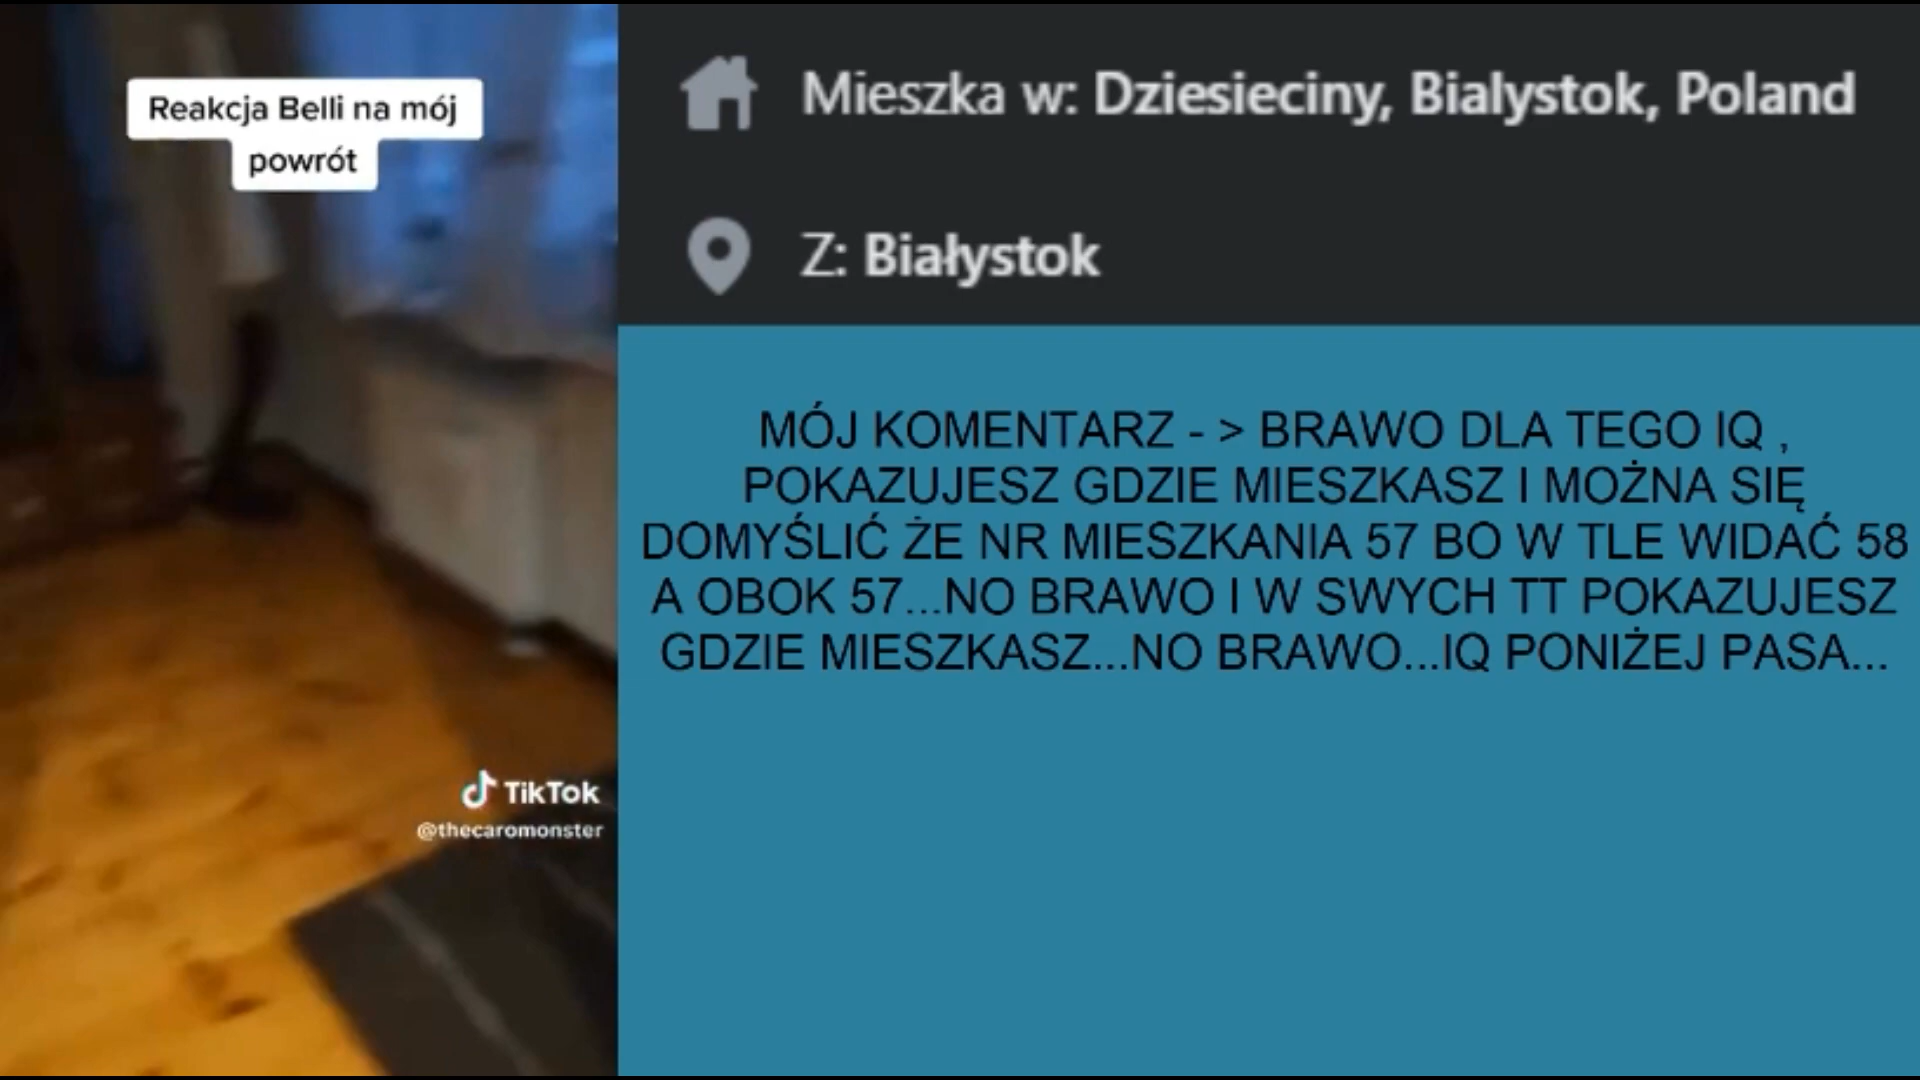 Reakcja Belli na mój
powrót
TikTok
@thecaromonster
Mieszka w: Dziesieciny, Bialystok, Poland
Z: Białystok
MÓJ KOMENTARZ - > BRAWO DLA TEGO IQ ,
POKAZUJESZ GDZIE MIESZKASZ I MOŻNA SIĘ
DOMYŚLIĆ ŻE NR MIESZKANIA 57 BO W TLE WIDAĆ 58
A OBOK 57...NO BRAWO I W SWYCH TT POKAZUJESZ
GDZIE MIESZKASZ...NO BRAWO...IQ PONIŻEJ PASA...